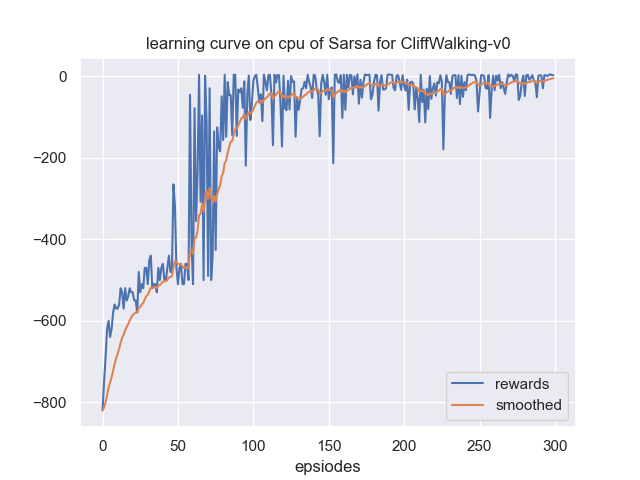 learning curve on cpu of Sarsa for CliffWalking-v0
0
−200
−400
−600
−800
0 50 100 150 200 250 300
epsiodes
rewards
smoothed